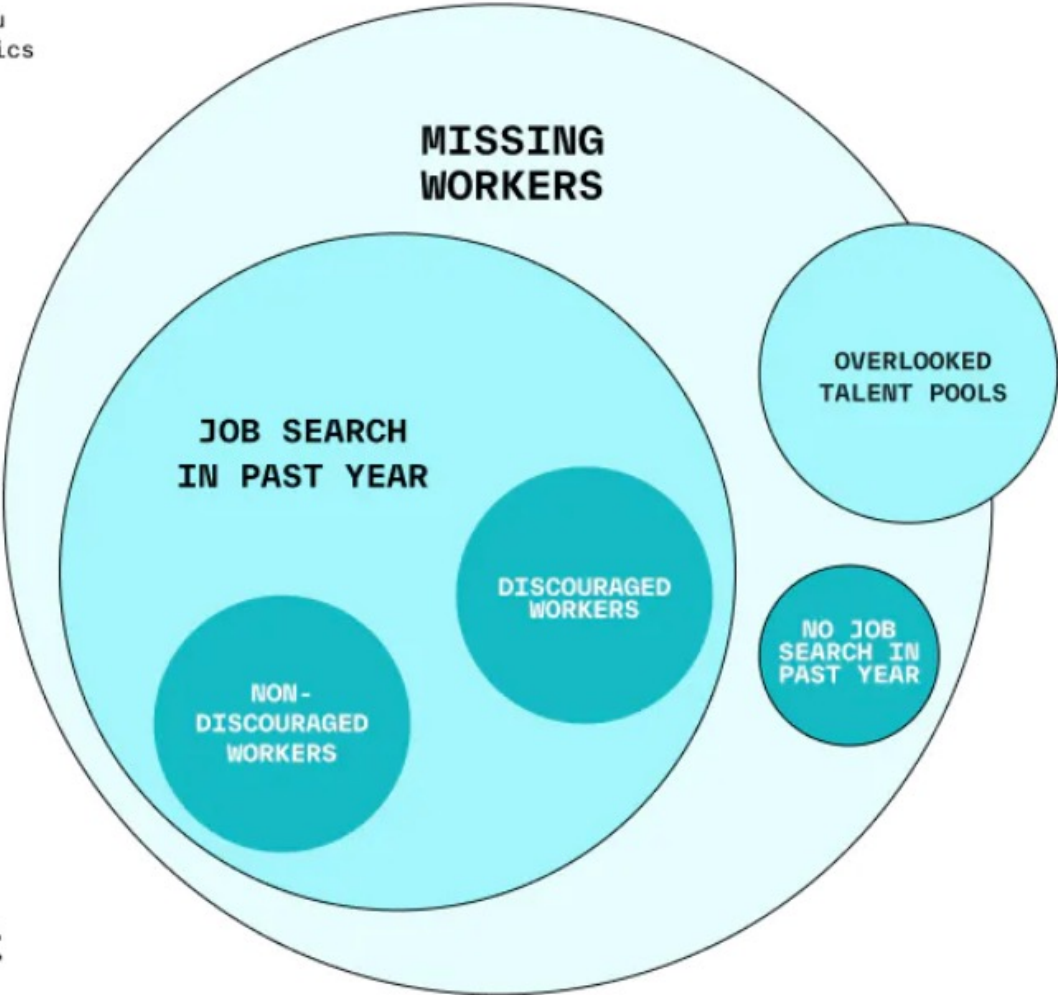 ics
MISSING
WORKERS
OVERLOOKED
TALENT POOLS
JOB SEARCH
IN PAST YEAR
DISCOURAGED
WORKERS
NO JOB
SEARCH IN
PAST YEAR
NON-
DISCOURAGED
WORKERS